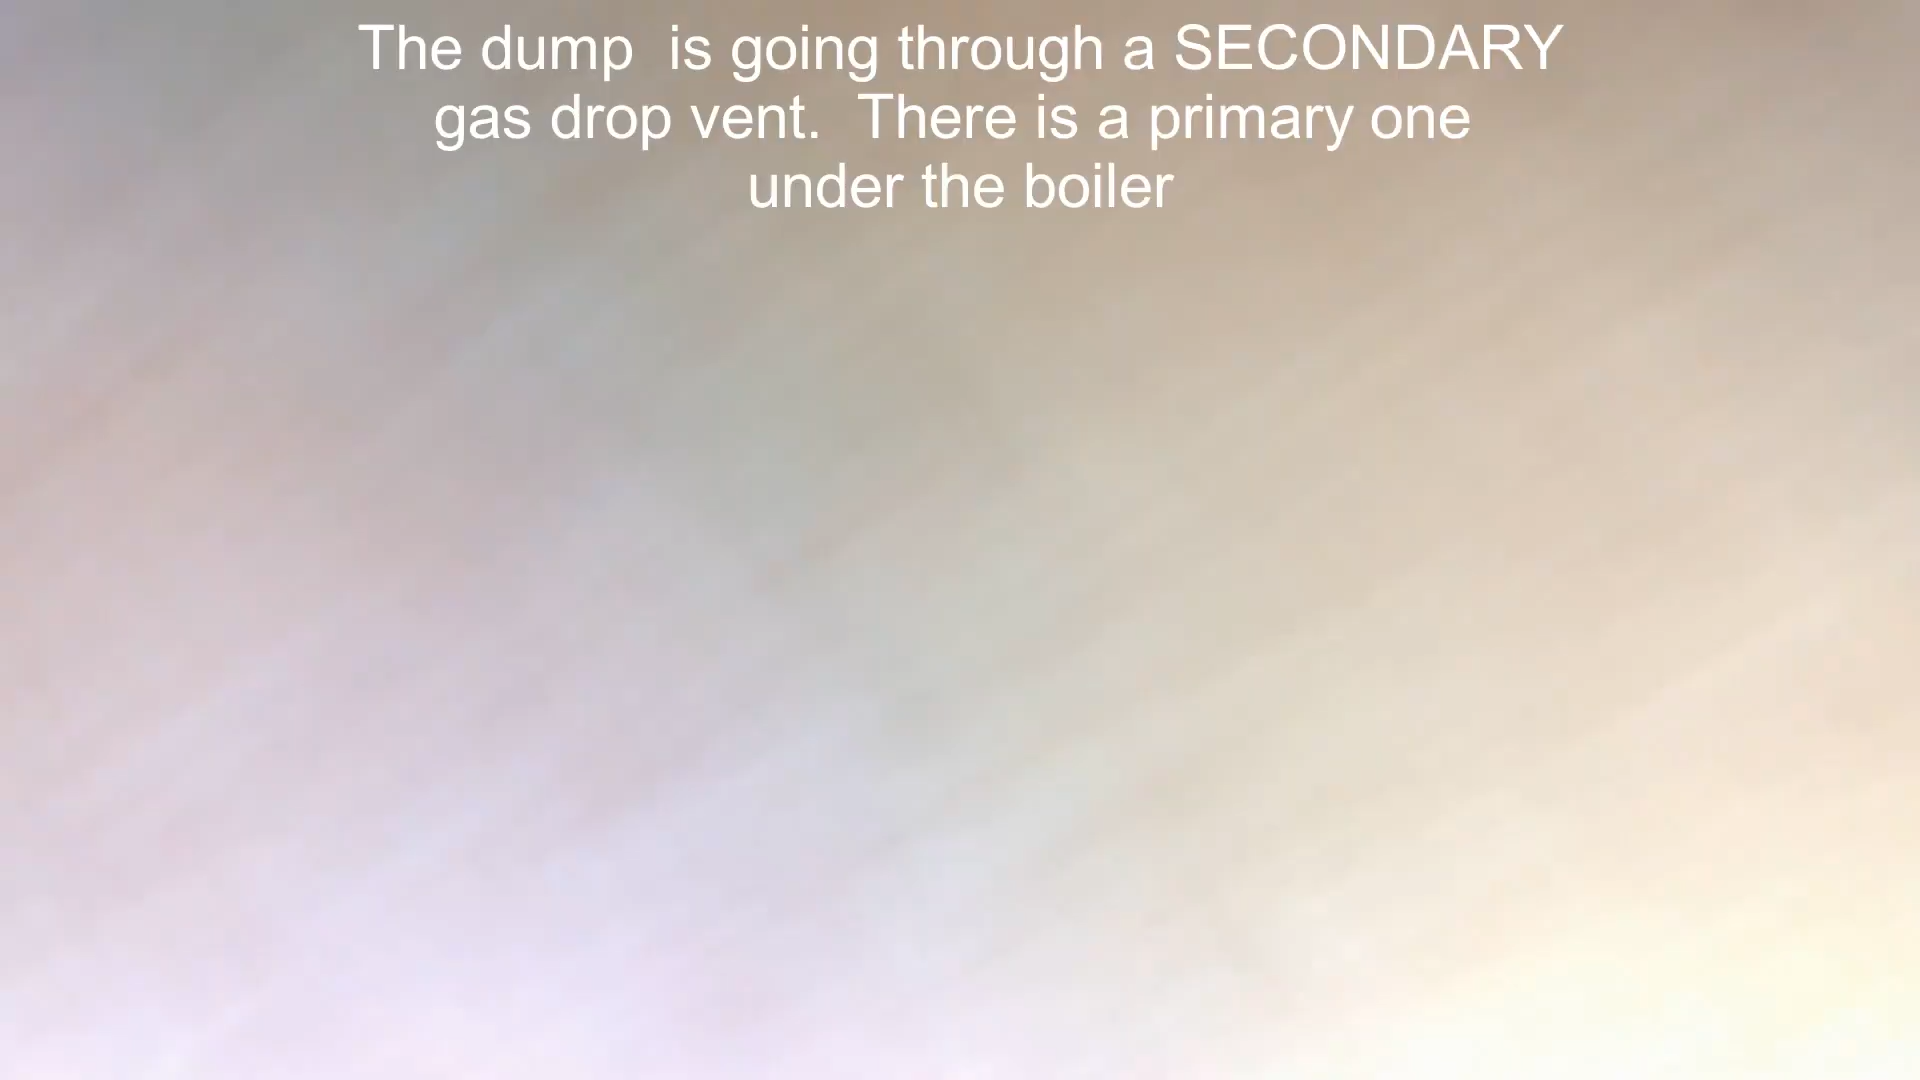 The dump  is going through a SECONDARY
gas drop vent.  There is a primary one
under the boiler